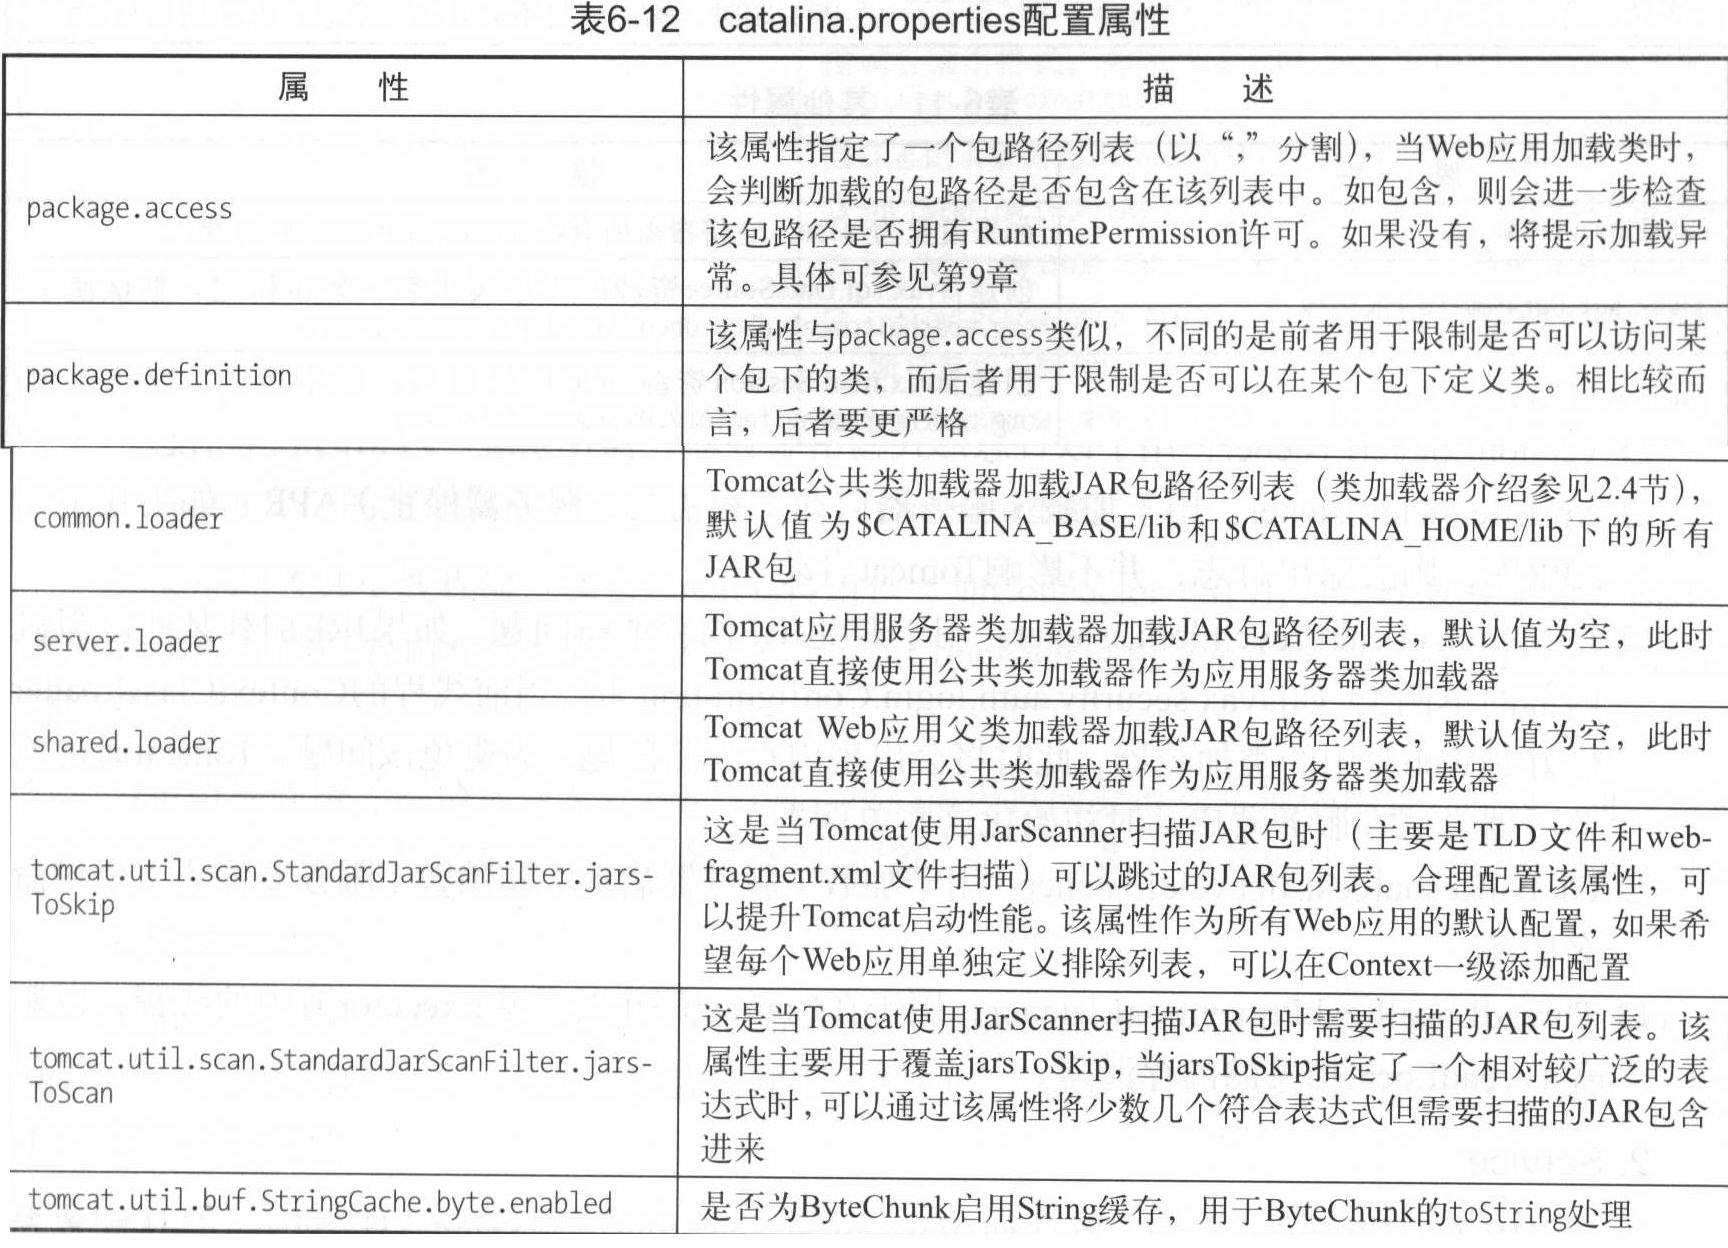 表6-12 catalina.properties配置属性
属 性 描 述
package.access
该属性指定了一个包路径列表（以“，”分割），当Web应用加载类时，
会判断加载的包路径是否包含在该列表中。如包含，则会进一步检查
该包路径是否拥有RuntimePermission许可。如果没有，将提示加载异
常。具体可参见第9章
package.definition
该属性与package.access类似，不同的是前者用于限制是否可以访问某
个包下的类，而后者用于限制是否可以在某个包下定义类。相比较而
言，后者要更严格
common.loader
Tomcat公共类加载器加载JAR包路径列表（类加载器介绍参见2.4节），
默认值为$CATALINA_BASE/lib和$CATALINA_HOME/lib下的所有
JAR包
server.loader
Tomcat应用服务器类加载器加载JAR包路径列表，默认值为空，此时
Tomcat直接使用公共类加载器作为应用服务器类加载器
shared.loader
Tomcat Web应用父类加载器加载JAR包路径列表，默认值为空，此时
Tomcat直接使用公共类加载器作为应用服务器类加载器
tomcat.util.scan.StandardJarScanFilter.jars-
ToSkip
这是当Tomcat使用JarScanner扫描JAR包时（主要是TLD文件和web-
fragment.xml文件扫描）可以跳过的JAR包列表。合理配置该属性，可
以提升Tomcat启动性能。该属性作为所有Web应用的默认配置，如果希
望每个Web应用单独定义排除列表，可以在Context一级添加配置
tomcat.util.scan.StandardJarScanFilter.jars-
ToScan
这是当Tomcat使用JarScanner扫描JAR包时需要扫描的JAR包列表。该
属性主要用于覆盖jarsToSkip，当jarsToSkip指定了一个相对较广泛的表
达式时，可以通过该属性将少数几个符合表达式但需要扫描的JAR包含
进来
tomcat.util.buf.StringCache.byte.enabled
是否为ByteChunk启用String缓存，用于ByteChunk的toString处理